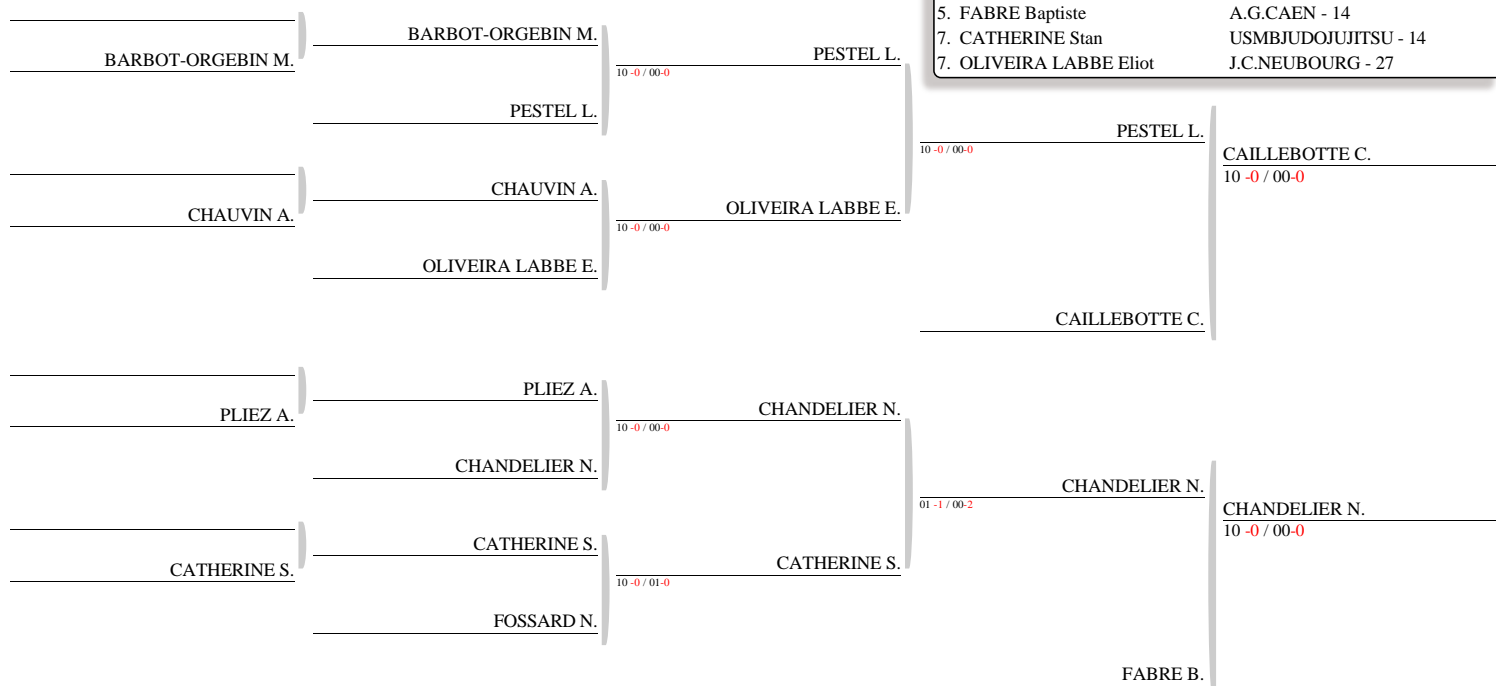 5. FABRE Baptiste A.G.CAEN - 14
7. CATHERINE Stan USMBJUDOJUJITSU - 14
7. OLIVEIRA LABBE Eliot J.C.NEUBOURG - 27
BARBOT-ORGEBIN M.
CHAUVIN A.
PLIEZ A.
CATHERINE S.
BARBOT-ORGEBIN M.
PESTEL L.
CHAUVIN A.
OLIVEIRA LABBE E.
PLIEZ A.
CHANDELIER N.
CATHERINE S.
FOSSARD N.
PESTEL L.
10 -0 / 00-0
OLIVEIRA LABBE E.
10 -0 / 00-0
CHANDELIER N.
10 -0 / 00-0
CATHERINE S.
10 -0 / 01-0
PESTEL L.
10 -0 / 00-0
CAILLEBOTTE C.
CHANDELIER N.
01 -1 / 00-2
FABRE B.
CAILLEBOTTE C.
10 -0 / 00-0
CHANDELIER N.
10 -0 / 00-0